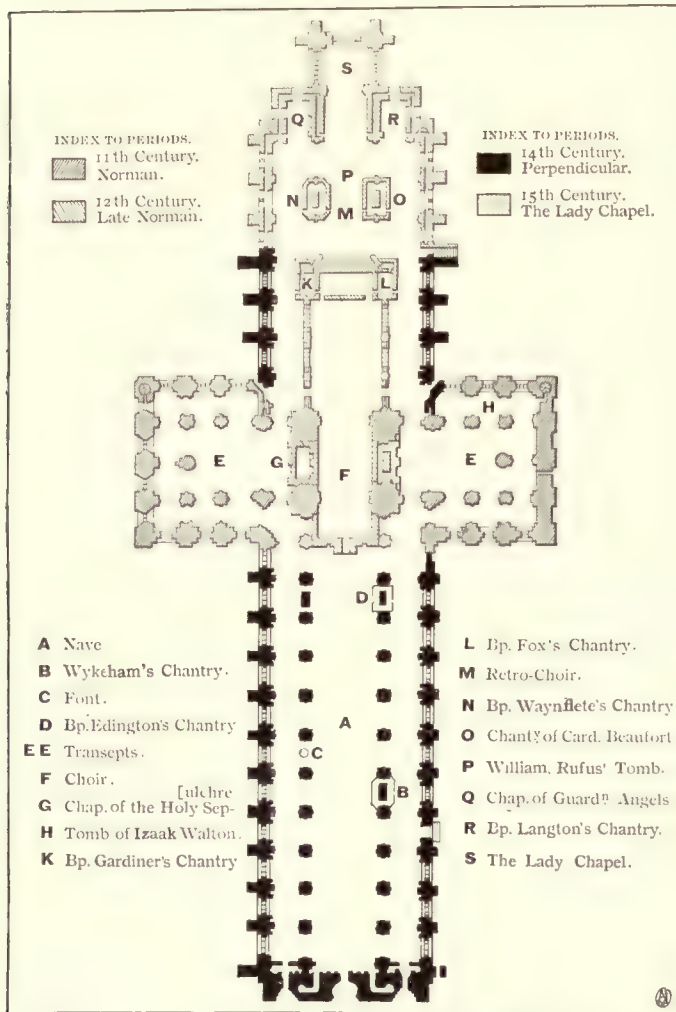 S
Q
R
INDEX TO PERIODS.
11th Century.
Norman.
12th Century.
Late Norman.
INDEX TO PERIODS.
14th Century.
Perpendicular.
15th Century.
The Lady Chapel.
P
N
O
M
K
L
H
E
G
F
E
D
A
C
B
A Nave
B Wykeham's Chantry.
C Font.
D Bp. Edington's Chantry
E E Transepts.
F Choir.
[ulchre
G Chap. of the Holy Sep-
H Tomb of Izaak Walton.
K Bp. Gardiner's Chantry
L Bp. Fox's Chantry.
M Retro-Choir.
N Bp. Waynflete's Chantry
O Chanty. of Card. Beaufort
P William, Rufus' Tomb.
Q Chap. of Guardn. Angels
R Bp. Langton's Chantry.
S The Lady Chapel.